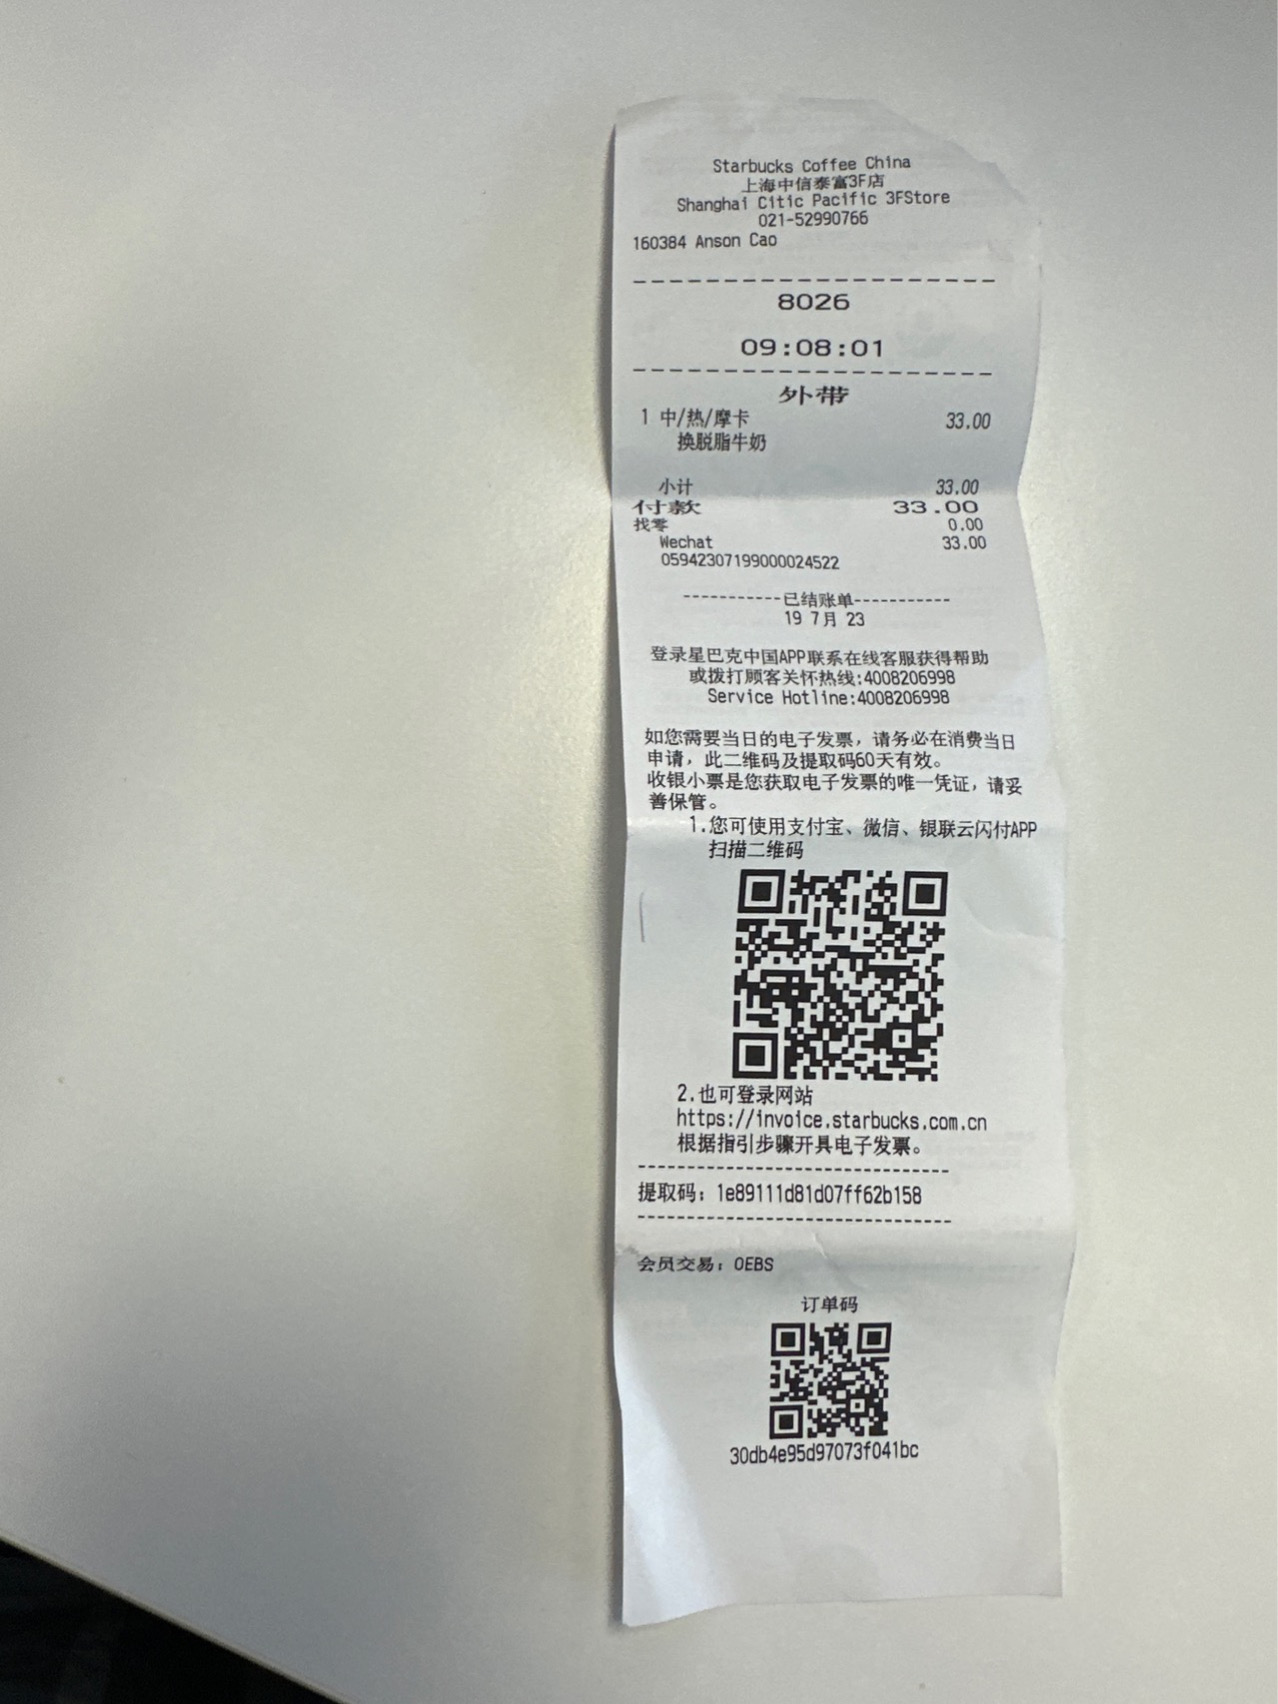 Starbucks Coffee China
上海中信泰富3F店
Shanghai Citic Pacific 3FStore
021-52990766
160384 Anson Cao
--------------------
8026
09:08:01
--------------------
外带
1 中/热/摩卡 33.00
换脱脂牛奶
小计 33.00
付款 33.00
找零 0.00
Wechat 33.00
05942307199000024522
-----------已结账单-----------
19 7月 23
登录星巴克中国APP联系在线客服获得帮助
或拨打顾客关怀热线:4008206998
Service Hotline:4008206998
如您需要当日的电子发票，请务必在消费当日
申请，此二维码及提取码60天有效。
收银小票是您获取电子发票的唯一凭证，请妥
善保管。
1.您可使用支付宝、微信、银联云闪付APP
扫描二维码
2.也可登录网站
https://invoice.starbucks.com.cn
根据指引步骤开具电子发票。
-----------------------------------
提取码：1e89111d81d07ff62b158
-----------------------------------
会员交易：OEBS
订单码
30db4e95d97073f041bc